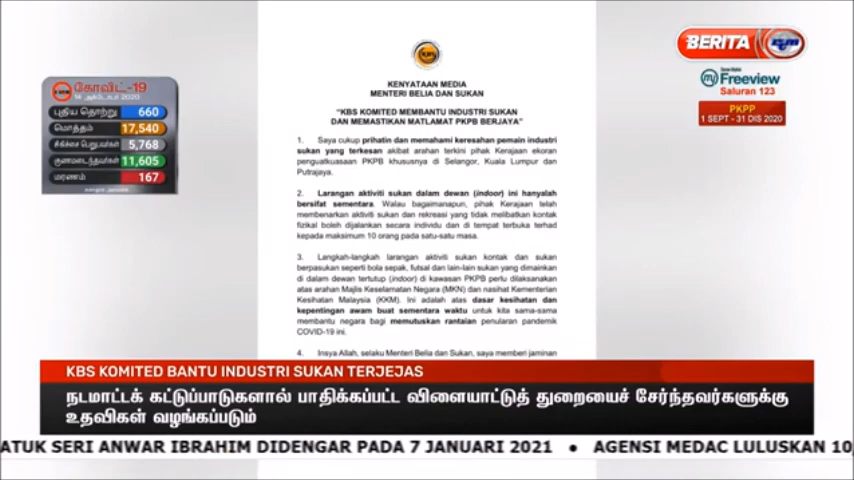 KENYATAAN MEDIA
MENTERI BELIA DAN SUKAN
“KBS KOMITED MEMBANTU INDUSTRI SUKAN
DAN MEMASTIKAN MATLAMAT PKPB BERJAYA”
1. Saya cukup prihatin dan memahami keresahan pemain industri
sukan yang terkesan akibat arahan terkini pihak Kerajaan ekoran
penguatkuasaan PKPB khususnya di Selangor, Kuala Lumpur dan
Putrajaya.
2. Larangan aktiviti sukan dalam dewan (indoor) ini hanyalah
bersifat sementara. Walau bagaimanapun, pihak Kerajaan telah
membenarkan aktiviti sukan dan rekreasi yang tidak melibatkan kontak
fizikal boleh dijalankan secara individu dan di tempat terbuka terhad
kepada maksimum 10 orang pada satu-satu masa.
3. Langkah-langkah larangan aktiviti sukan kontak dan sukan
berpasukan seperti bola sepak, futsal dan lain-lain sukan yang dimainkan
di dalam dewan tertutup (indoor) di kawasan PKPB perlu dilaksanakan
atas arahan Majlis Keselamatan Negara (MKN) dan nasihat Kementerian
Kesihatan Malaysia (KKM). Ini adalah atas dasar kesihatan dan
kepentingan awam buat sementara waktu untuk kita sama-sama
membantu negara bagi memutuskan rantaian penularan pandemik
COVID-19 ini.
4. Insya Allah, selaku Menteri Belia dan Sukan, saya memberi jaminan
கோவிட்-19
14 அக்டோபர் 2020
புதிய தொற்று 660
மொத்தம் 17,540
சிகிச்சை பெறுபவர்கள் 5,768
குணமடைந்தவர்கள் 11,605
மரணம் 167
BERITA rtm
Freeview
Saluran 123
PKPP
1 SEPT - 31 DIS 2020
KBS KOMITED BANTU INDUSTRI SUKAN TERJEJAS
நடமாட்டக் கட்டுப்பாடுகளால் பாதிக்கப்பட்ட விளையாட்டுத் துறையைச் சேர்ந்தவர்களுக்கு
உதவிகள் வழங்கப்படும்
ATUK SERI ANWAR IBRAHIM DIDENGAR PADA 7 JANUARI 2021 ● AGENSI MEDAC LULUSKAN 10,